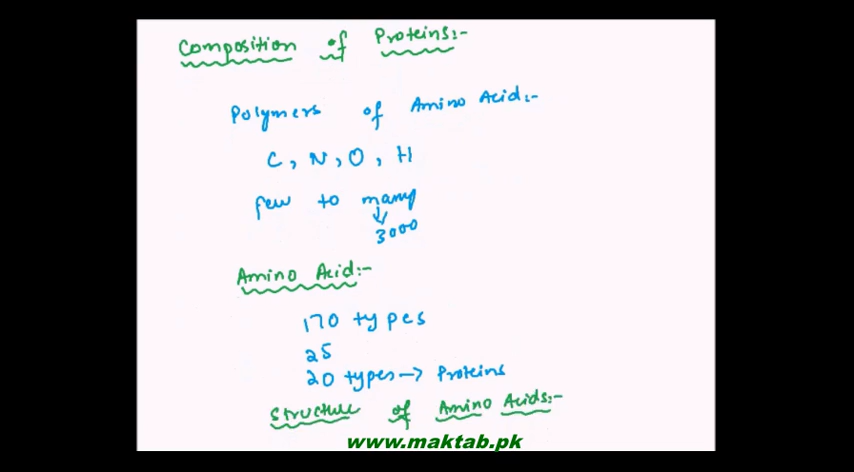 Composition of Proteins:-
Polymers of Amino Acid:-
C, N, O, H
few to many
3000
Amino Acid:-
170 types
25
20 types → Proteins
Structure of Amino Acids:-
www.maktab.pk